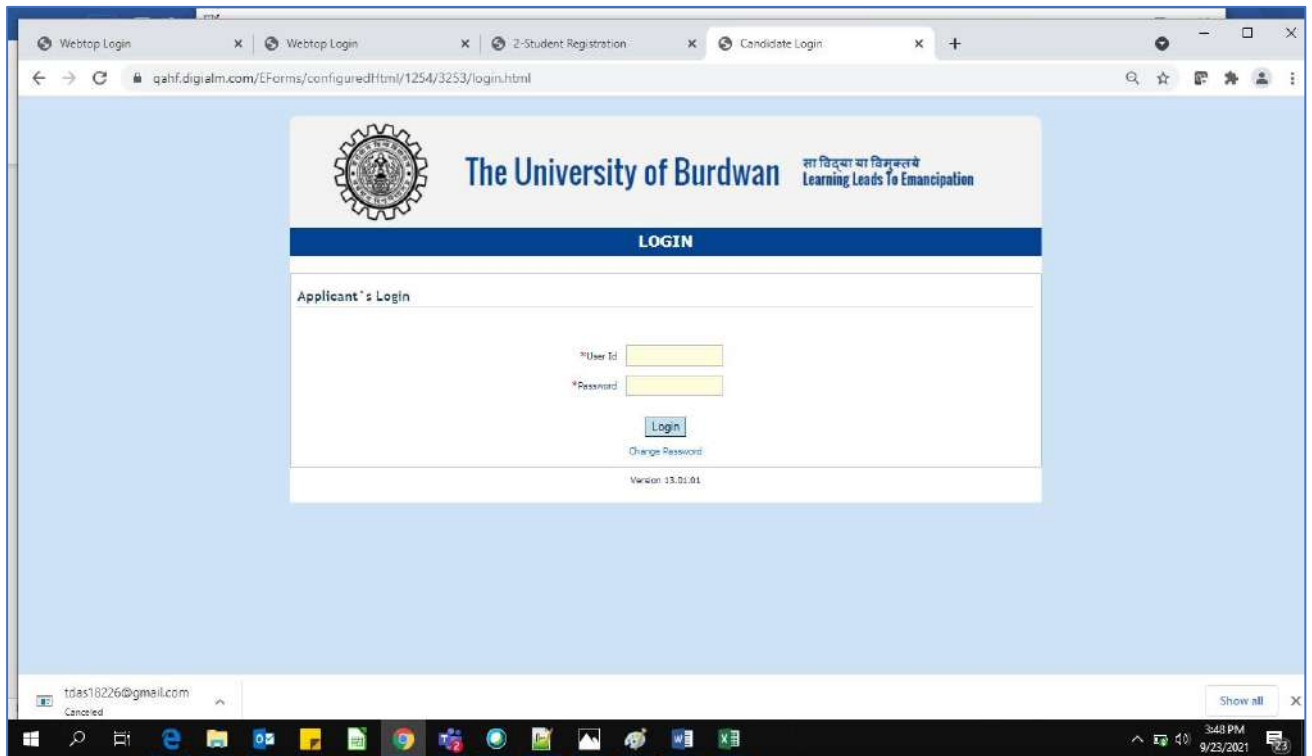 Webtop Login
Webtop Login
2-Student Registration
Candidate Login
qahf.digialm.com/EForms/configuredHtml/1254/3253/login.html
The University of Burdwan
सा विद्या या विमुक्तये
Learning Leads To Emancipation
LOGIN
Applicant`s Login
*User Id
*Password
Login
Change Password
Version 13.01.01
tdas18226@gmail.com
Canceled
Show all
3:48 PM
9/23/2021
23